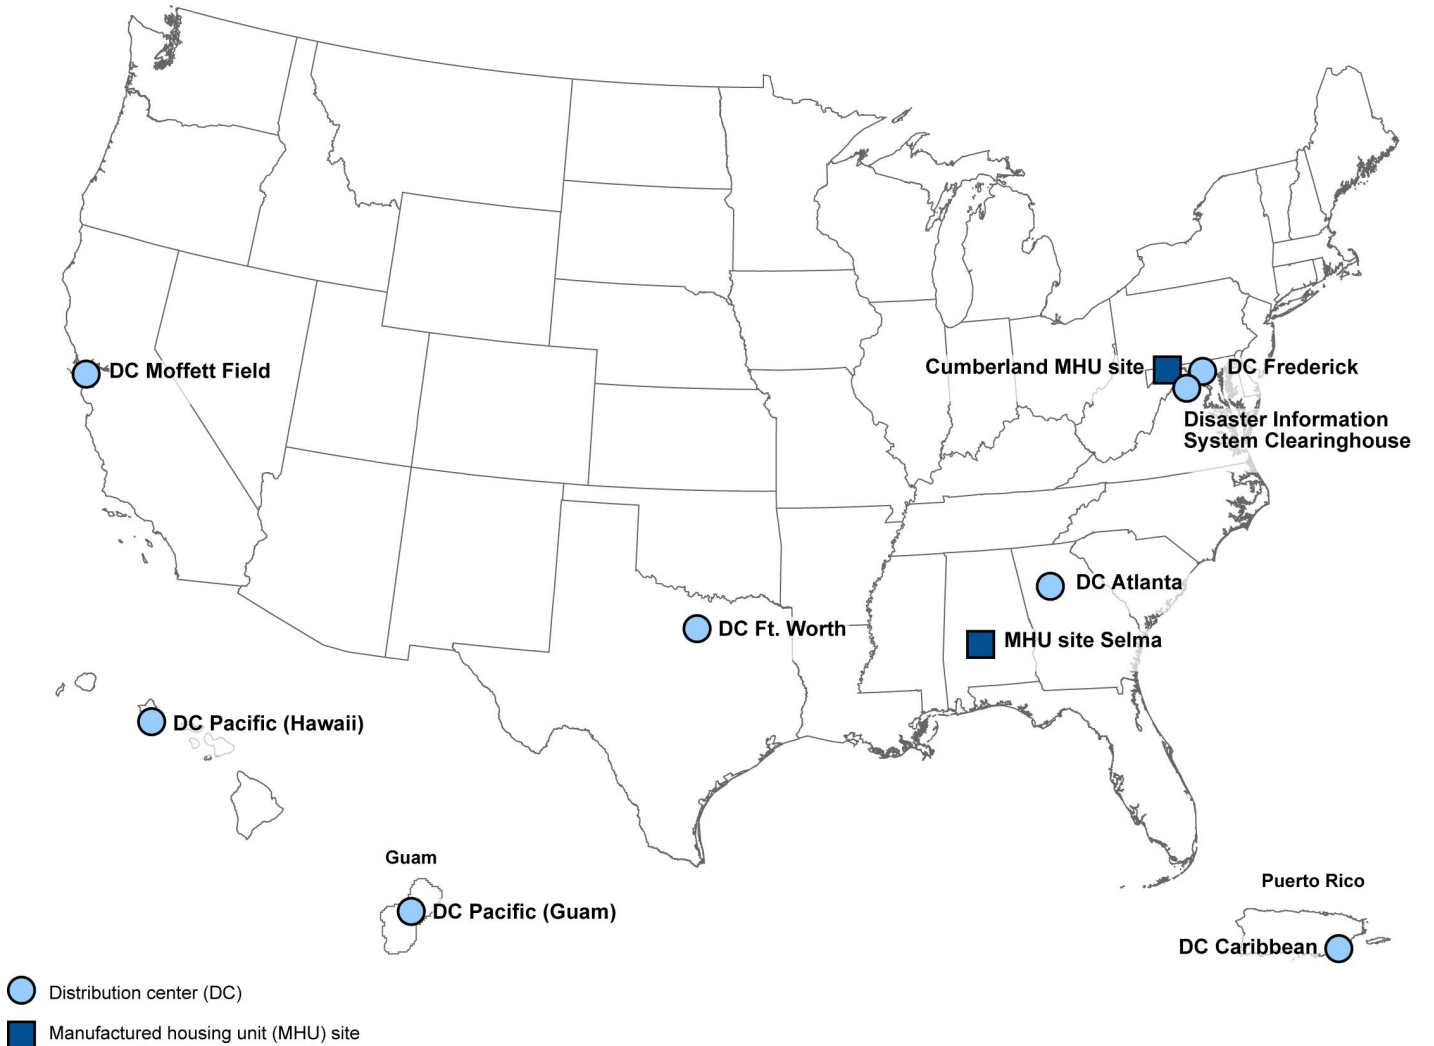 DC Moffett Field
Cumberland MHU site
DC Frederick
Disaster Information
System Clearinghouse
DC Atlanta
DC Ft. Worth
MHU site Selma
DC Pacific (Hawaii)
Guam
DC Pacific (Guam)
Puerto Rico
DC Caribbean
Distribution center (DC)
Manufactured housing unit (MHU) site